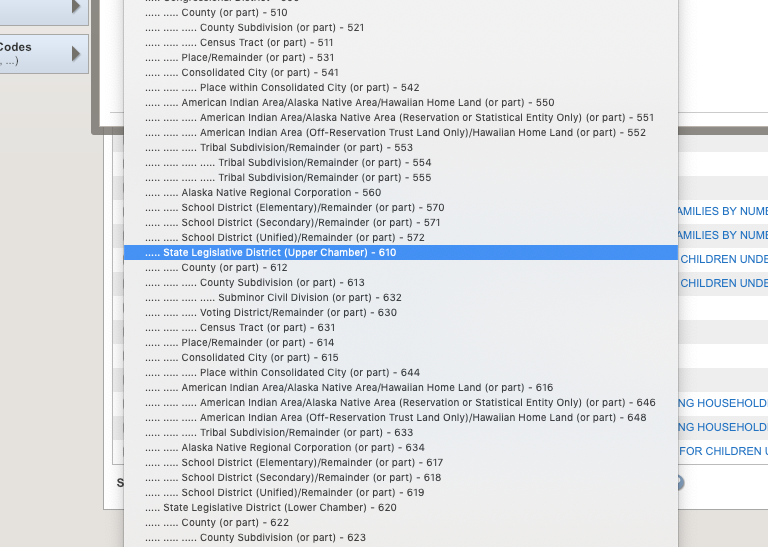 ..... ..... County (or part) - 510
..... ..... ..... County Subdivision (or part) - 521
..... ..... ..... Census Tract (or part) - 511
..... ..... Place/Remainder (or part) - 531
..... ..... Consolidated City (or part) - 541
..... ..... ..... Place within Consolidated City (or part) - 542
..... ..... American Indian Area/Alaska Native Area/Hawaiian Home Land (or part) - 550
..... ..... ..... American Indian Area/Alaska Native Area (Reservation or Statistical Entity Only) (or part) - 551
..... ..... ..... American Indian Area (Off-Reservation Trust Land Only)/Hawaiian Home Land (or part) - 552
..... ..... ..... Tribal Subdivision/Remainder (or part) - 553
..... ..... ..... ..... Tribal Subdivision/Remainder (or part) - 554
..... ..... ..... ..... Tribal Subdivision/Remainder (or part) - 555
..... ..... Alaska Native Regional Corporation - 560
..... ..... School District (Elementary)/Remainder (or part) - 570
..... ..... School District (Secondary)/Remainder (or part) - 571
..... ..... School District (Unified)/Remainder (or part) - 572
..... State Legislative District (Upper Chamber) - 610
..... ..... County (or part) - 612
..... ..... ..... County Subdivision (or part) - 613
..... ..... ..... ..... Subminor Civil Division (or part) - 632
..... ..... ..... Voting District/Remainder (or part) - 630
..... ..... ..... Census Tract (or part) - 631
..... ..... Place/Remainder (or part) - 614
..... ..... Consolidated City (or part) - 615
..... ..... ..... Place within Consolidated City (or part) - 644
..... ..... American Indian Area/Alaska Native Area/Hawaiian Home Land (or part) - 616
..... ..... ..... American Indian Area/Alaska Native Area (Reservation or Statistical Entity Only) (or part) - 646
..... ..... ..... American Indian Area (Off-Reservation Trust Land Only)/Hawaiian Home Land (or part) - 648
..... ..... ..... Tribal Subdivision/Remainder (or part) - 633
..... ..... Alaska Native Regional Corporation - 634
..... ..... School District (Elementary)/Remainder (or part) - 617
..... ..... School District (Secondary)/Remainder (or part) - 618
..... ..... School District (Unified)/Remainder (or part) - 619
..... State Legislative District (Lower Chamber) - 620
..... ..... County (or part) - 622
..... ..... ..... County Subdivision (or part) - 623
Codes
, ...)
AMILIES BY NUME
AMILIES BY NUME
CHILDREN UNDE
CHILDREN UNDE
NG HOUSEHOLD
NG HOUSEHOLD
FOR CHILDREN U
S